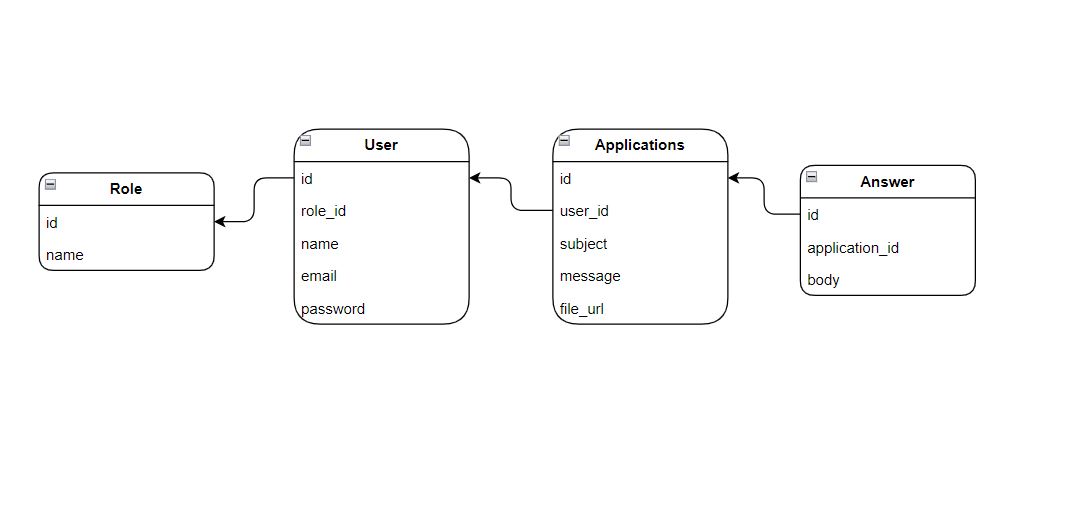 Role
id
name
User
id
role_id
name
email
password
Applications
id
user_id
subject
message
file_url
Answer
id
application_id
body